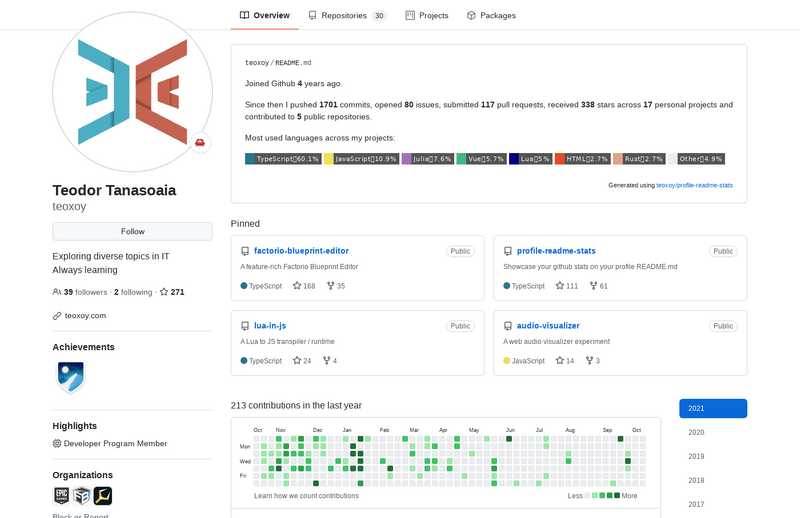 Overview
Repositories 30
Projects
Packages
Teodor Tanasoaia
teoxoy
Follow
Exploring diverse topics in IT
Always learning
39 followers · 2 following · 271
teoxoy.com
Achievements
Highlights
Developer Program Member
Organizations
EPIC GAMES
Block or Report
teoxoy/README.md
Joined Github 4 years ago.
Since then I pushed 1701 commits, opened 80 issues, submitted 117 pull requests, received 338 stars across 17 personal projects and
contributed to 5 public repositories.
Most used languages across my projects:
TypeScript 60.1% JavaScript 10.9% Julia 7.6% Vue 5.7% Lua 5% HTML 2.7% Rust 2.7% Other 4.9%
Generated using teoxoy/profile-readme-stats
Pinned
factorio-blueprint-editor Public
A feature-rich Factorio Blueprint Editor
TypeScript 168 35
profile-readme-stats Public
Showcase your github stats on your profile README.md
TypeScript 111 61
lua-in-js Public
A Lua to JS transpiler / runtime
TypeScript 24 4
audio-visualizer Public
A web audio visualizer experiment
JavaScript 14 3
213 contributions in the last year
Oct Nov Dec Jan Feb Mar Apr May Jun Jul Aug Sep Oct
Mon
Wed
Fri
Learn how we count contributions
Less More
2021
2020
2019
2018
2017